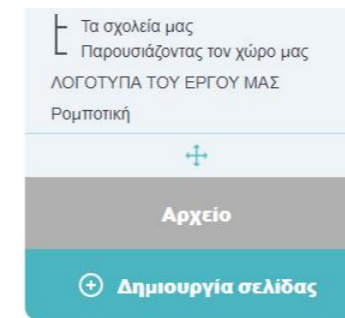 Τα σχολεία μας
Παρουσιάζοντας τον χώρο μας
ΛΟΓΟΤΥΠΑ ΤΟΥ ΕΡΓΟΥ ΜΑΣ
Ρομποτική
Αρχείο
Δημιουργία σελίδας